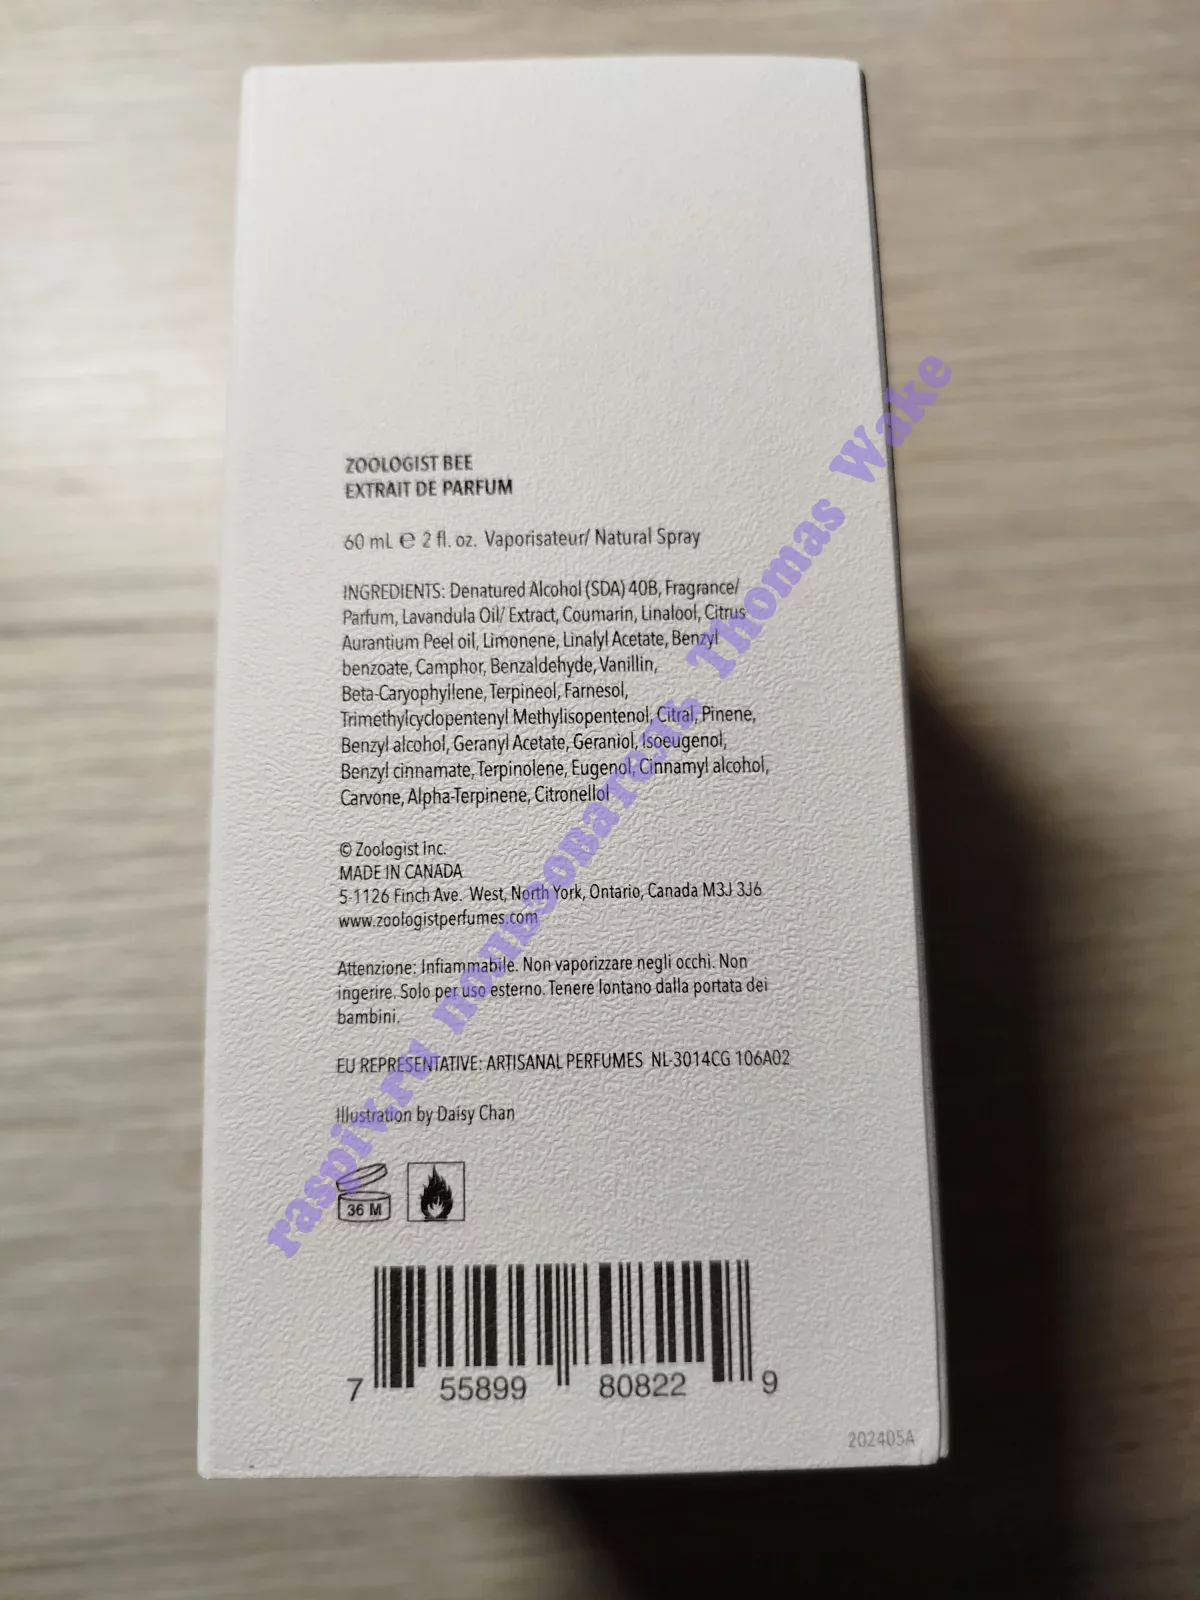 ZOOLOGIST BEE
EXTRAIT DE PARFUM
60 mL ℮ 2 fl. oz. Vaporisateur/ Natural Spray
INGREDIENTS: Denatured Alcohol (SDA) 40B, Fragrance/
Parfum, Lavandula Oil/ Extract, Coumarin, Linalool, Citrus
Aurantium Peel oil, Limonene, Linalyl Acetate, Benzyl
benzoate, Camphor, Benzaldehyde, Vanillin,
Beta-Caryophyllene, Terpineol, Farnesol,
Trimethylcyclopentenyl Methylisopentenol, Citral, Pinene,
Benzyl alcohol, Geranyl Acetate, Geraniol, Isoeugenol,
Benzyl cinnamate, Terpinolene, Eugenol, Cinnamyl alcohol,
Carvone, Alpha-Terpinene, Citronellol
© Zoologist Inc.
MADE IN CANADA
5-1126 Finch Ave. West, North York, Ontario, Canada M3J 3J6
www.zoologistperfumes.com
Attenzione: Infiammabile. Non vaporizzare negli occhi. Non
ingerire. Solo per uso esterno. Tenere lontano dalla portata dei
bambini.
EU REPRESENTATIVE: ARTISANAL PERFUMES NL-3014CG 106A02
Illustration by Daisy Chan
36 M
7 55899 80822 9
202405A
raspiv.ru пользователь Thomas Wake